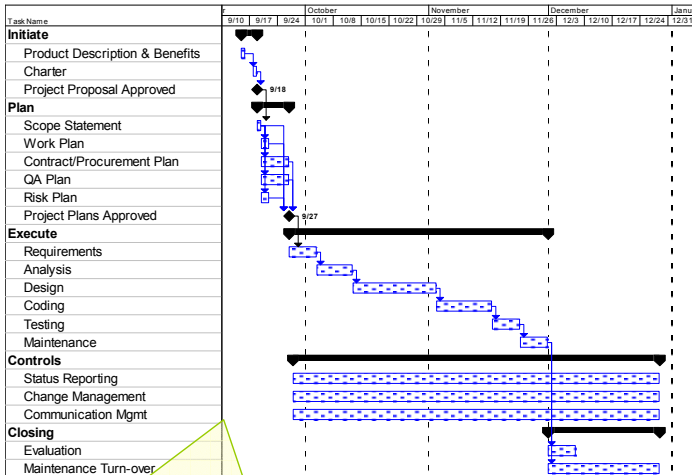 r October November December Janu
Task Name 9/10 9/17 9/24 10/1 10/8 10/15 10/22 10/29 11/5 11/12 11/19 11/26 12/3 12/10 12/17 12/24 12/31
Initiate
Product Description & Benefits
Charter
Project Proposal Approved 9/18
Plan
Scope Statement
Work Plan
Contract/Procurement Plan
QA Plan
Risk Plan
Project Plans Approved 9/27
Execute
Requirements
Analysis
Design
Coding
Testing
Maintenance
Controls
Status Reporting
Change Management
Communication Mgmt
Closing
Evaluation
Maintenance Turn-over